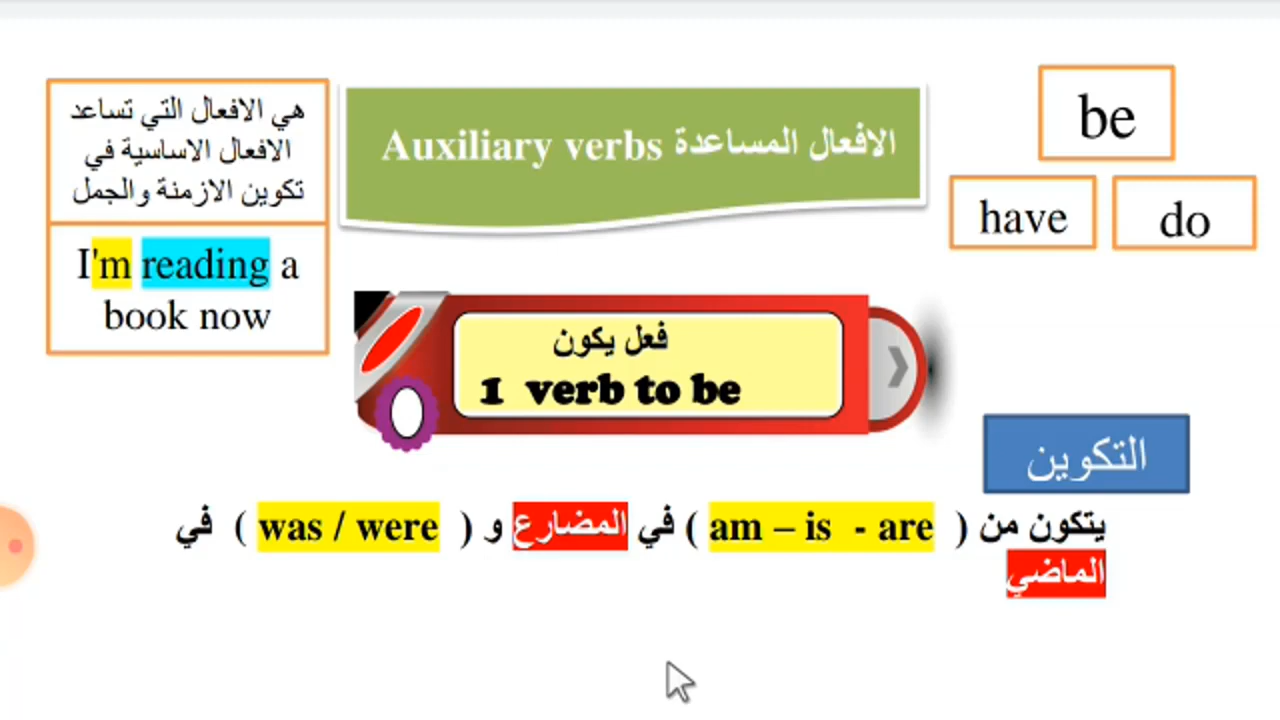 الافعال المساعدة Auxiliary verbs
be
have
do
هي الافعال التي تساعد
الافعال الاساسية في
تكوين الازمنة والجمل
I'm reading a
book now
فعل يكون
1 verb to be
التكوين
يتكون من ( am – is - are ) في المضارع و ( was / were ) في
الماضي